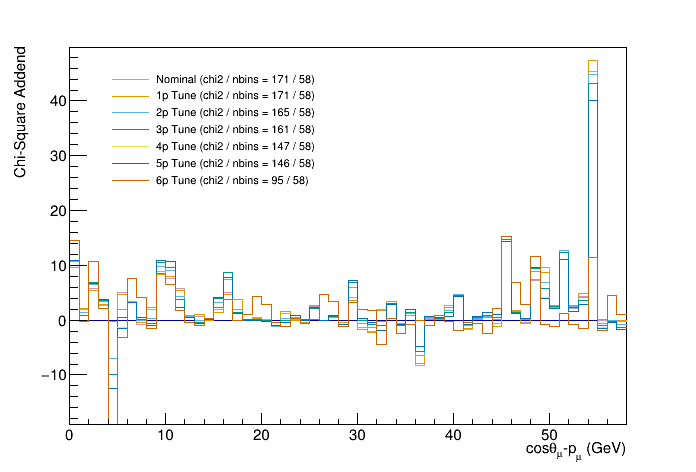 Chi-Square Addend
Nominal (chi2 / nbins = 171 / 58)
1p Tune (chi2 / nbins = 171 / 58)
2p Tune (chi2 / nbins = 165 / 58)
3p Tune (chi2 / nbins = 161 / 58)
4p Tune (chi2 / nbins = 147 / 58)
5p Tune (chi2 / nbins = 146 / 58)
6p Tune (chi2 / nbins = 95 / 58)
40
30
20
10
0
−10
0 10 20 30 40 50
cosθμ-pμ (GeV)